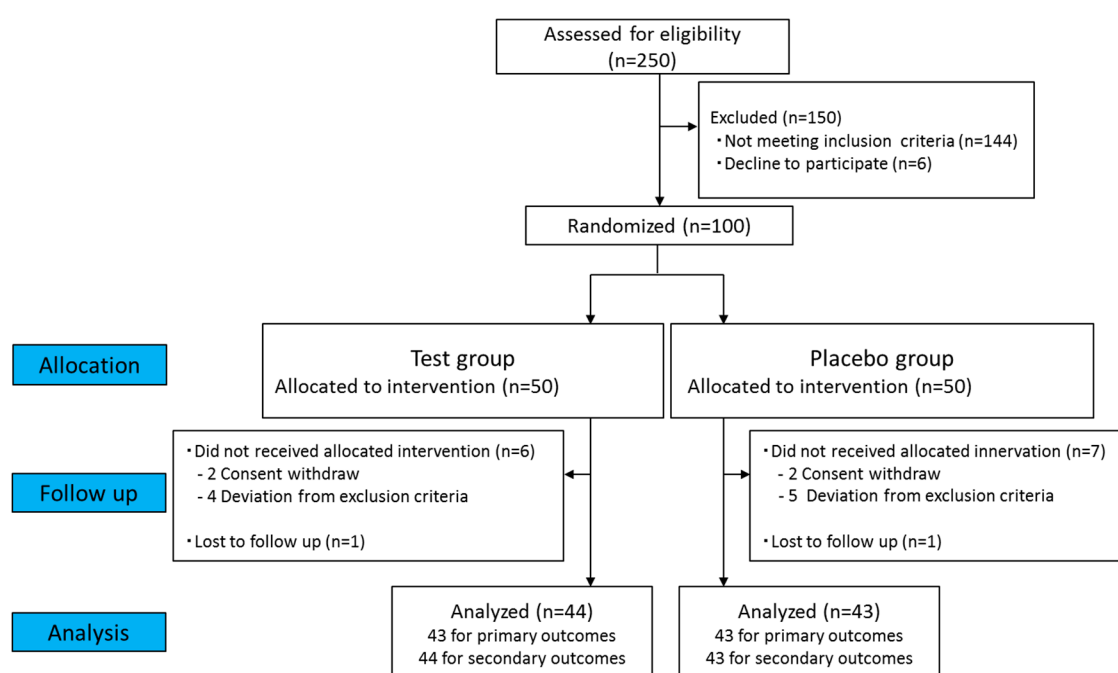 Assessed for eligibility
(n=250)
Excluded (n=150)
・Not meeting inclusion criteria (n=144)
・Decline to participate (n=6)
Randomized (n=100)
Allocation
Test group
Allocated to intervention (n=50)
Placebo group
Allocated to intervention (n=50)
Follow up
・Did not received allocated intervention (n=6)
- 2 Consent withdraw
- 4 Deviation from exclusion criteria
・Lost to follow up (n=1)
・Did not received allocated innervation (n=7)
- 2 Consent withdraw
- 5 Deviation from exclusion criteria
・Lost to follow up (n=1)
Analysis
Analyzed (n=44)
43 for primary outcomes
44 for secondary outcomes
Analyzed (n=43)
43 for primary outcomes
43 for secondary outcomes